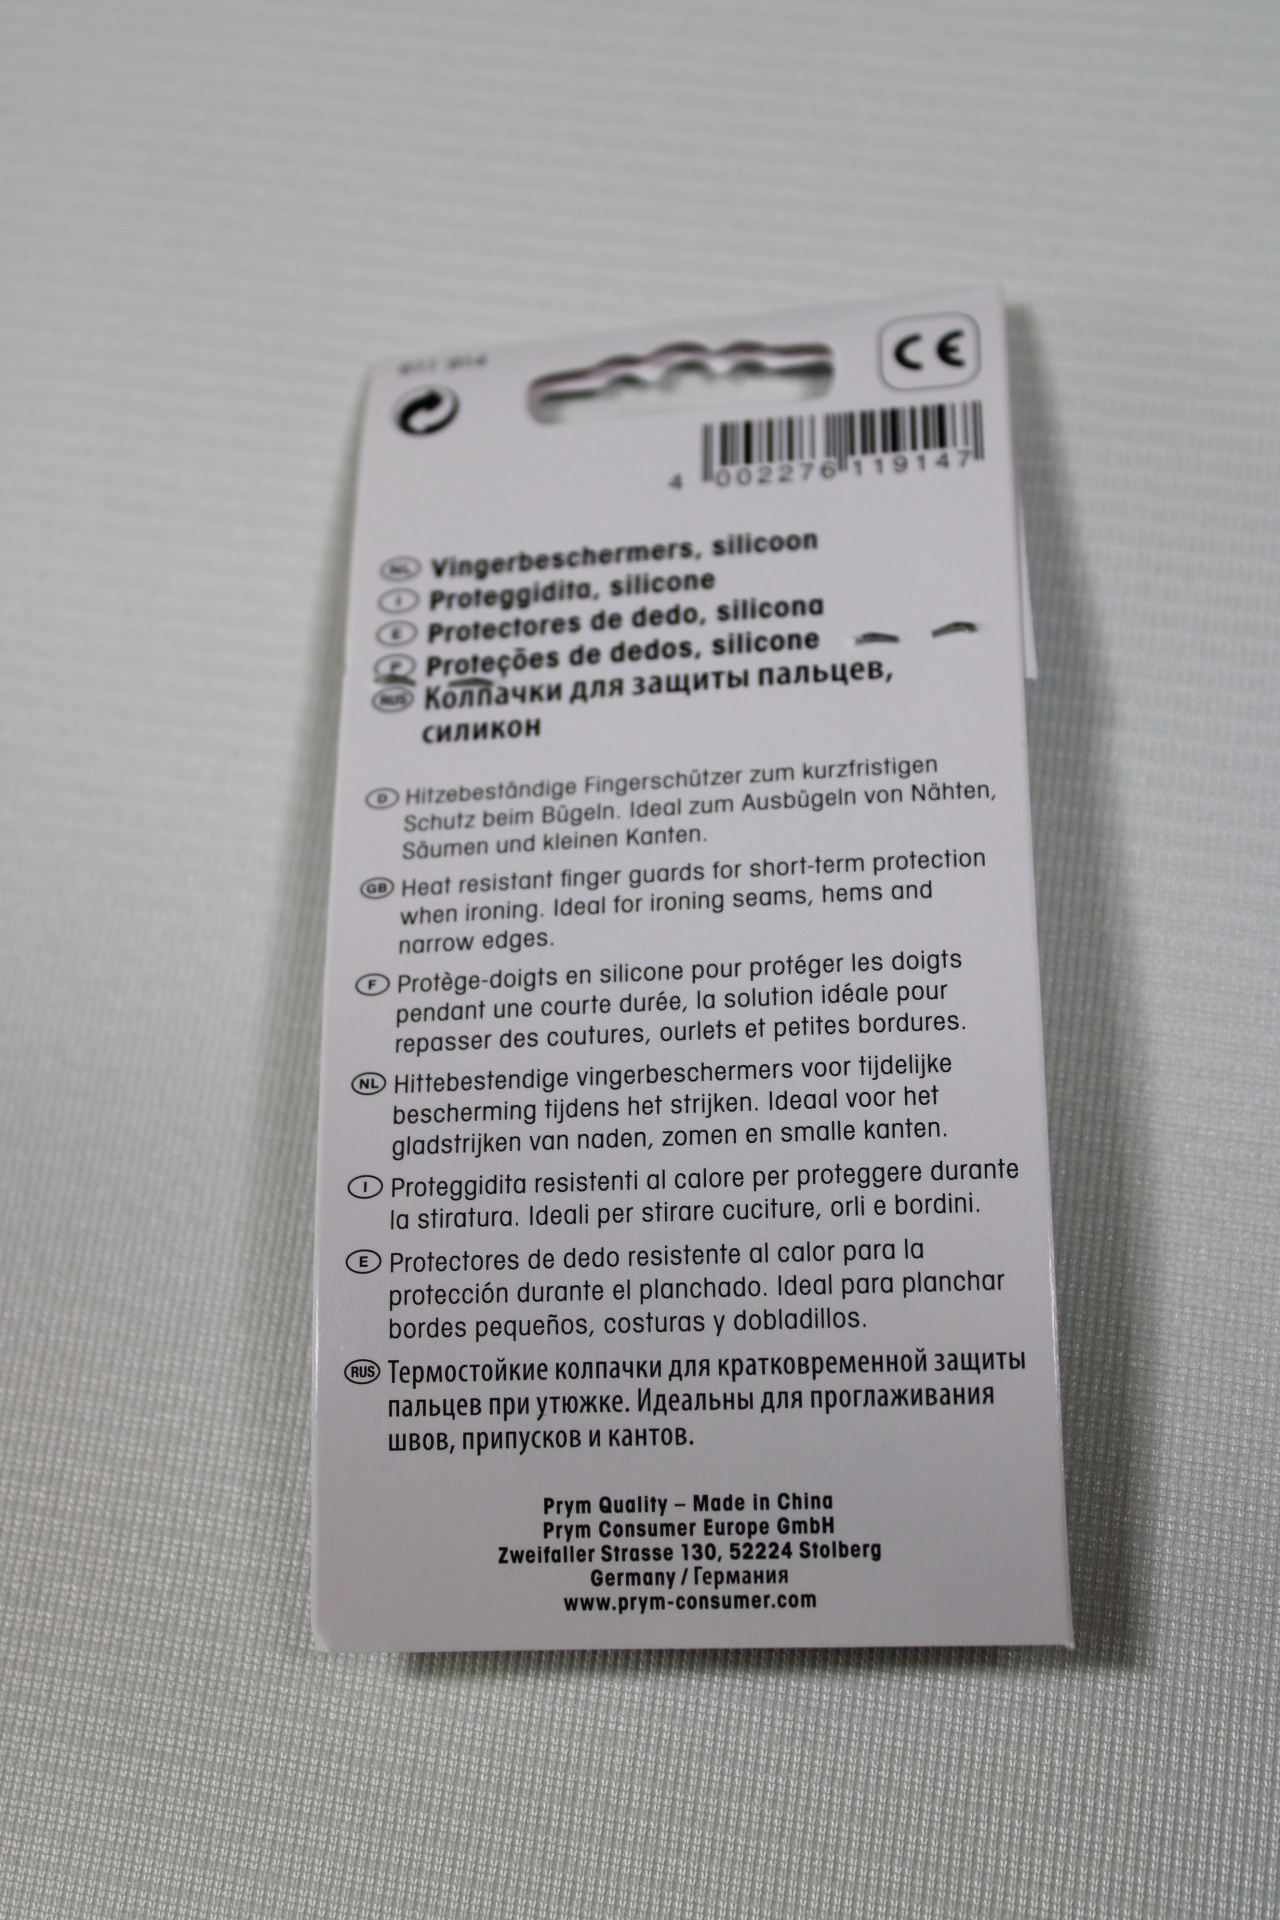 CE
4 002276 119147
NL Vingerbeschermers, silicoon
I Proteggidita, silicone
E Protectores de dedo, silicona
P Proteções de dedos, silicone
RUS Колпачки для защиты пальцев,
силикон
D Hitzebeständige Fingerschützer zum kurzfristigen
Schutz beim Bügeln. Ideal zum Ausbügeln von Nähten,
Säumen und kleinen Kanten.
GB Heat resistant finger guards for short-term protection
when ironing. Ideal for ironing seams, hems and
narrow edges.
F Protège-doigts en silicone pour protéger les doigts
pendant une courte durée, la solution idéale pour
repasser des coutures, ourlets et petites bordures.
NL Hittebestendige vingerbeschermers voor tijdelijke
bescherming tijdens het strijken. Ideaal voor het
gladstrijken van naden, zomen en smalle kanten.
I Proteggidita resistenti al calore per proteggere durante
la stiratura. Ideali per stirare cuciture, orli e bordini.
E Protectores de dedo resistente al calor para la
protección durante el planchado. Ideal para planchar
bordes pequeños, costuras y dobladillos.
RUS Термостойкие колпачки для кратковременной защиты
пальцев при утюжке. Идеальны для проглаживания
швов, припусков и кантов.
Prym Quality – Made in China
Prym Consumer Europe GmbH
Zweifaller Strasse 130, 52224 Stolberg
Germany / Германия
www.prym-consumer.com